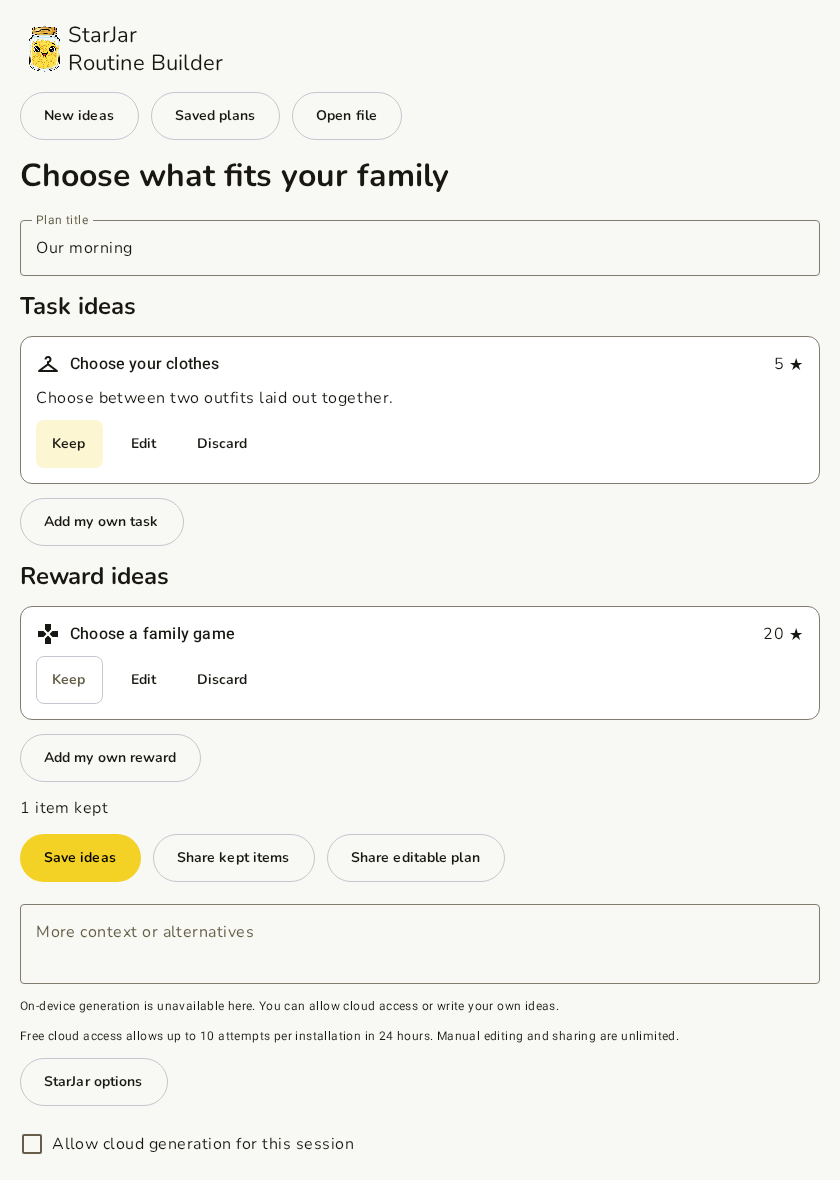 StarJar
Routine Builder
New ideas
Saved plans
Open file
Choose what fits your family
Plan title
Our morning
Task ideas
Choose your clothes
5 ★
Choose between two outfits laid out together.
Keep
Edit
Discard
Add my own task
Reward ideas
Choose a family game
20 ★
Keep
Edit
Discard
Add my own reward
1 item kept
Save ideas
Share kept items
Share editable plan
More context or alternatives
On-device generation is unavailable here. You can allow cloud access or write your own ideas.
Free cloud access allows up to 10 attempts per installation in 24 hours. Manual editing and sharing are unlimited.
StarJar options
Allow cloud generation for this session